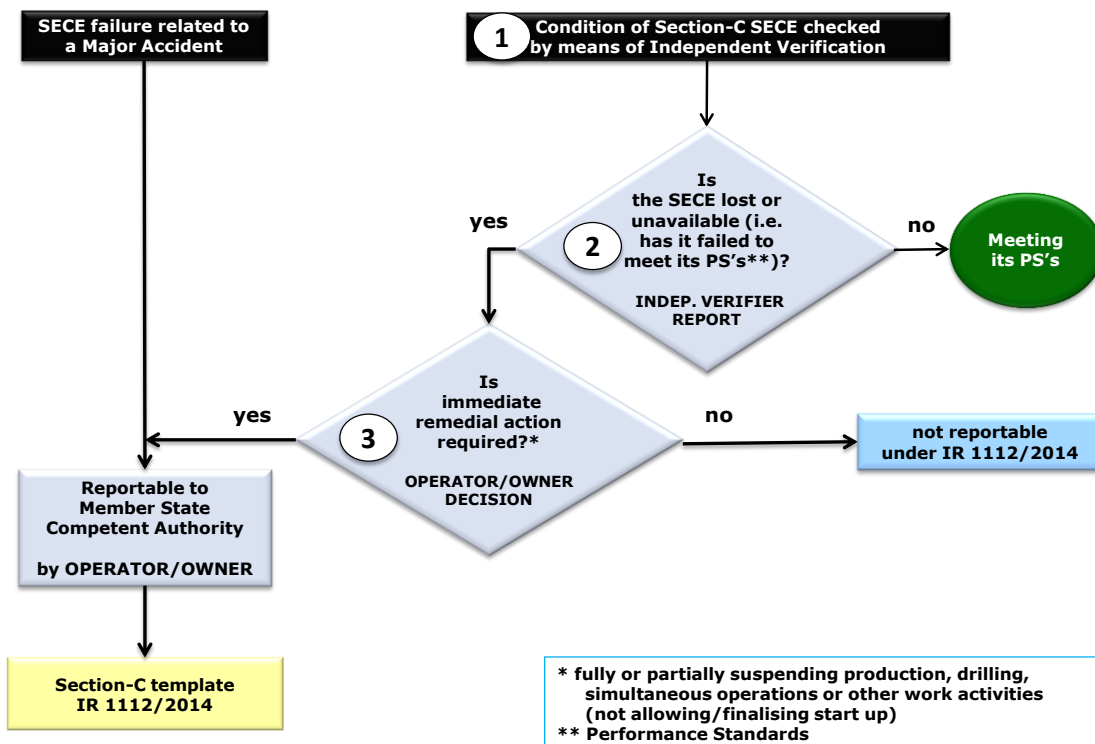 SECE failure related to
a Major Accident
1
Condition of Section-C SECE checked
by means of Independent Verification
Is
the SECE lost or
unavailable (i.e.
has it failed to
meet its PS's**)?
INDEP. VERIFIER
REPORT
2
yes
no
Meeting
its PS's
Is
immediate
remedial action
required?*
OPERATOR/OWNER
DECISION
3
yes
no
not reportable
under IR 1112/2014
Reportable to
Member State
Competent Authority
by OPERATOR/OWNER
Section-C template
IR 1112/2014
* fully or partially suspending production, drilling,
simultaneous operations or other work activities
(not allowing/finalising start up)
** Performance Standards